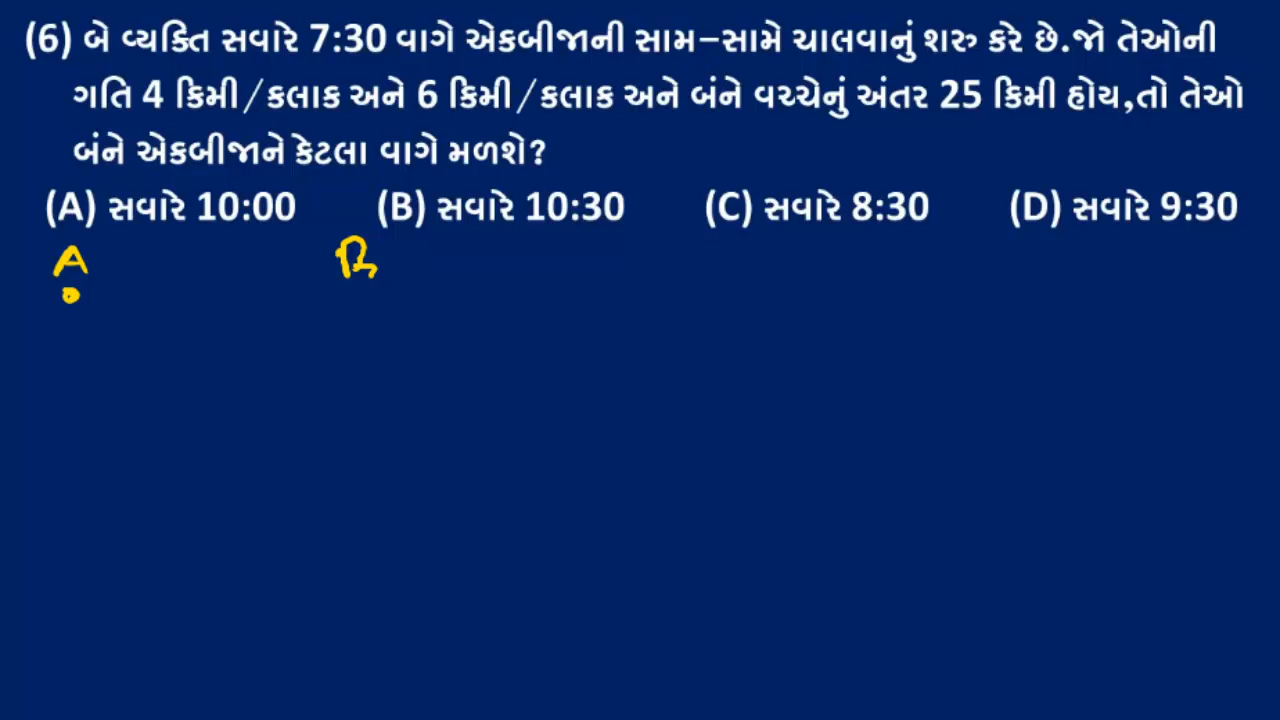 (6) બે વ્યક્તિ સવારે 7:30 વાગે એકબીજાની સામ-સામે ચાલવાનું શરુ કરે છે.જો તેઓની
ગતિ 4 કિમી/કલાક અને 6 કિમી/કલાક અને બંને વચ્ચેનું અંતર 25 કિમી હોય,તો તેઓ
બંને એકબીજાને કેટલા વાગે મળશે?
(A) સવારે 10:00 (B) સવારે 10:30 (C) સવારે 8:30 (D) સવારે 9:30
A